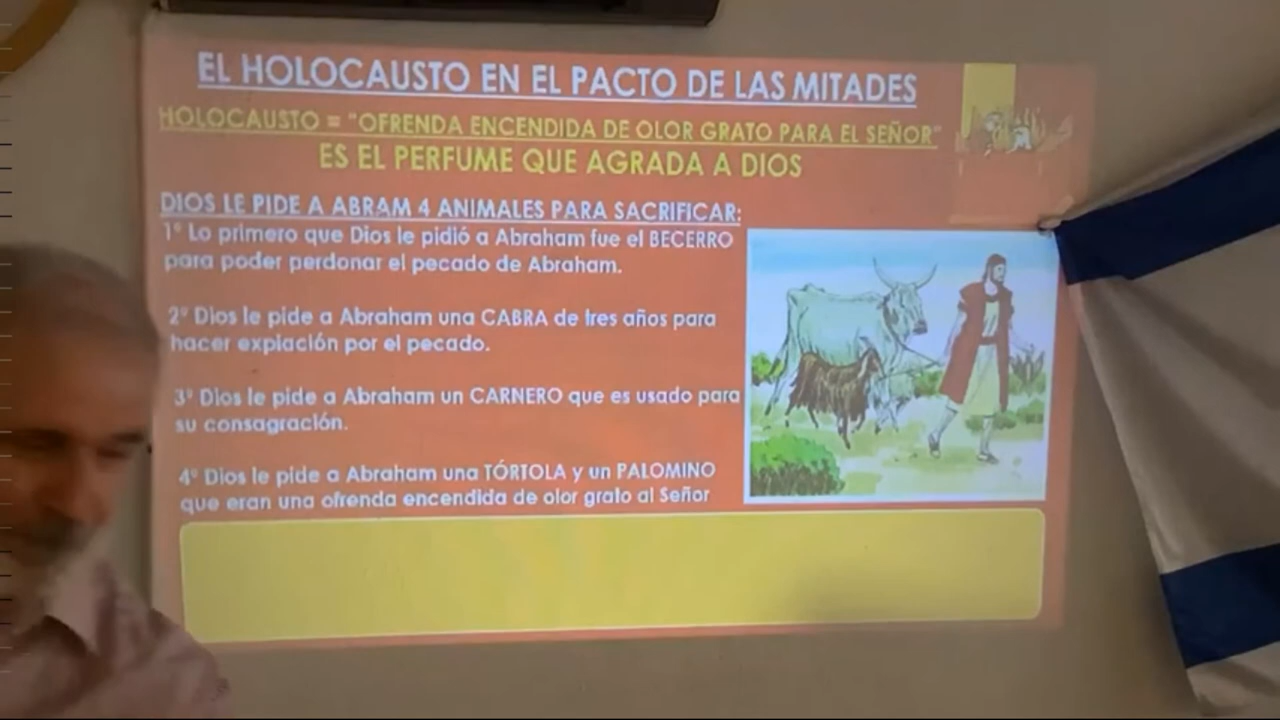 EL HOLOCAUSTO EN EL PACTO DE LAS MITADES
HOLOCAUSTO = "OFRENDA ENCENDIDA DE OLOR GRATO PARA EL SEÑOR"
ES EL PERFUME QUE AGRADA A DIOS
DIOS LE PIDE A ABRAM 4 ANIMALES PARA SACRIFICAR:
1º Lo primero que Dios le pidió a Abraham fue el BECERRO
para poder perdonar el pecado de Abraham.
2º Dios le pide a Abraham una CABRA de tres años para
hacer expiación por el pecado.
3º Dios le pide a Abraham un CARNERO que es usado para
su consagración.
4º Dios le pide a Abraham una TÓRTOLA y un PALOMINO
que eran una ofrenda encendida de olor grato al Señor